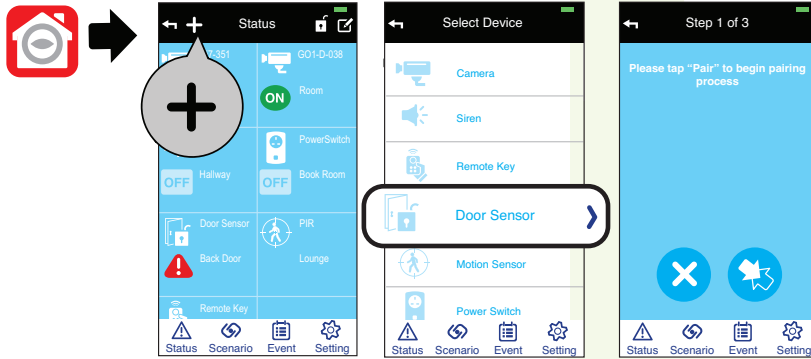 Status
7-351
GO1-D-038
ON
Room
PowerSwitch
OFF
Hallway
OFF
Book Room
Door Sensor
PIR
Back Door
Lounge
Remote Key
Status
Scenario
Event
Setting
Select Device
Camera
Siren
Remote Key
Door Sensor
Motion Sensor
Power Switch
Status
Scenario
Event
Setting
Step 1 of 3
Please tap “Pair” to begin pairing
process
Status
Scenario
Event
Setting